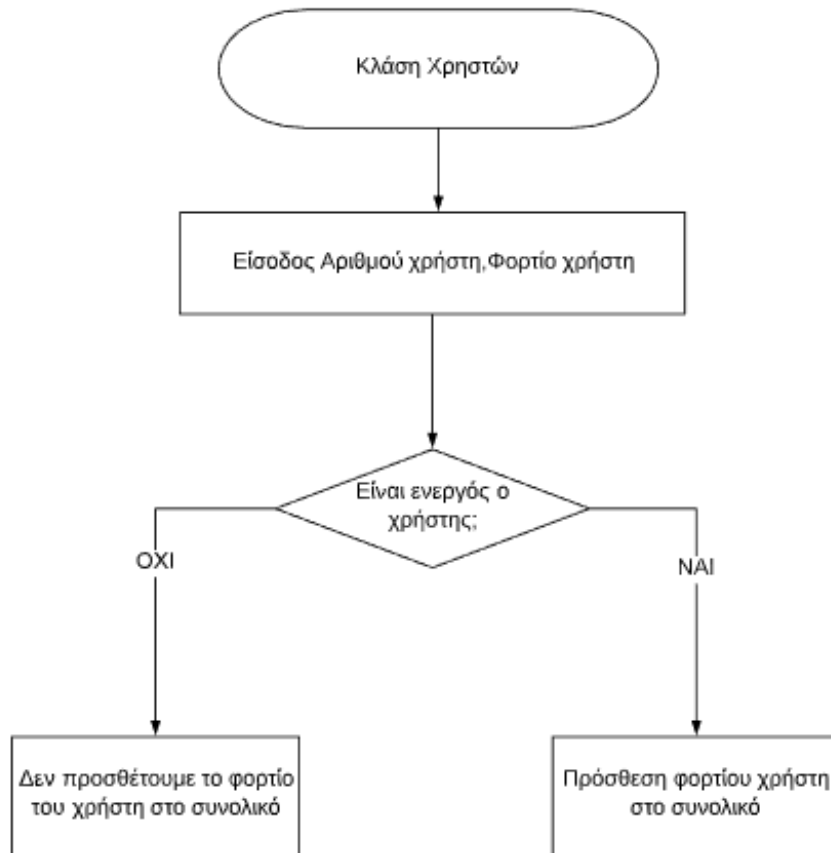 Κλάση Χρηστών
Είσοδος Αριθμού χρήστη,Φορτίο χρήστη
Είναι ενεργός ο
χρήστης;
ΟΧΙ
ΝΑΙ
Δεν προσθέτουμε το φορτίο
του χρήστη στο συνολικό
Πρόσθεση φορτίου χρήστη
στο συνολικό